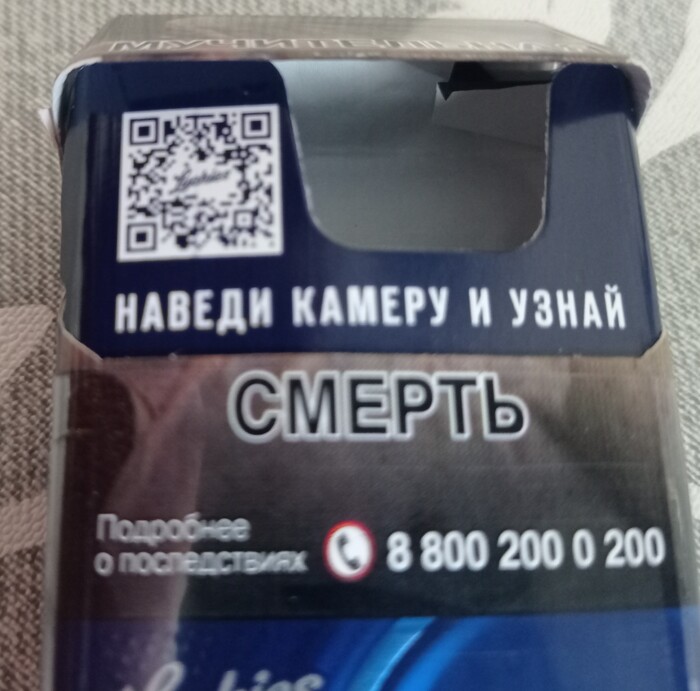 НАВЕДИ КАМЕРУ И УЗНАЙ
СМЕРТЬ
Подробнее
о последствиях
8 800 200 0 200